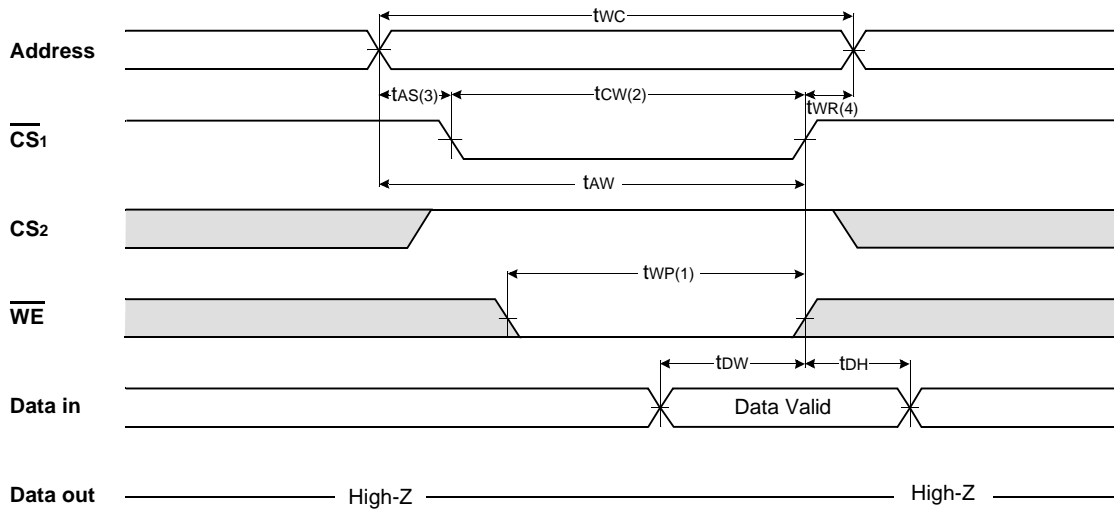 tWC
Address
tAS(3)
tCW(2)
tWR(4)
CS1
tAW
CS2
tWP(1)
WE
tDW
tDH
Data in
Data Valid
Data out
High-Z
High-Z